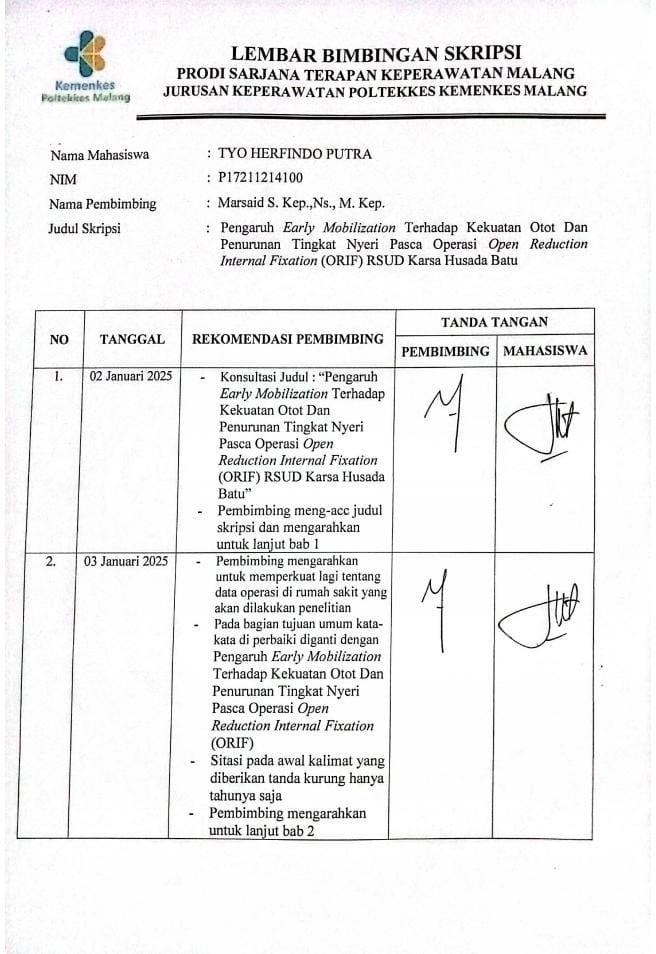 Kemenkes
Poltekkes Malang
LEMBAR BIMBINGAN SKRIPSI
PRODI SARJANA TERAPAN KEPERAWATAN MALANG
JURUSAN KEPERAWATAN POLTEKKES KEMENKES MALANG
Nama Mahasiswa : TYO HERFINDO PUTRA
NIM : P17211214100
Nama Pembimbing : Marsaid S. Kep.,Ns., M. Kep.
Judul Skripsi : Pengaruh Early Mobilization Terhadap Kekuatan Otot Dan
Penurunan Tingkat Nyeri Pasca Operasi Open Reduction
Internal Fixation (ORIF) RSUD Karsa Husada Batu
NO TANGGAL REKOMENDASI PEMBIMBING TANDA TANGAN
PEMBIMBING MAHASISWA
1. 02 Januari 2025 - Konsultasi Judul : “Pengaruh
Early Mobilization Terhadap
Kekuatan Otot Dan
Penurunan Tingkat Nyeri
Pasca Operasi Open
Reduction Internal Fixation
(ORIF) RSUD Karsa Husada
Batu”
- Pembimbing meng-acc judul
skripsi dan mengarahkan
untuk lanjut bab 1
2. 03 Januari 2025 - Pembimbing mengarahkan
untuk memperkuat lagi tentang
data operasi di rumah sakit yang
akan dilakukan penelitian
- Pada bagian tujuan umum kata-
kata di perbaiki diganti dengan
Pengaruh Early Mobilization
Terhadap Kekuatan Otot Dan
Penurunan Tingkat Nyeri
Pasca Operasi Open
Reduction Internal Fixation
(ORIF)
- Sitasi pada awal kalimat yang
diberikan tanda kurung hanya
tahunya saja
- Pembimbing mengarahkan
untuk lanjut bab 2